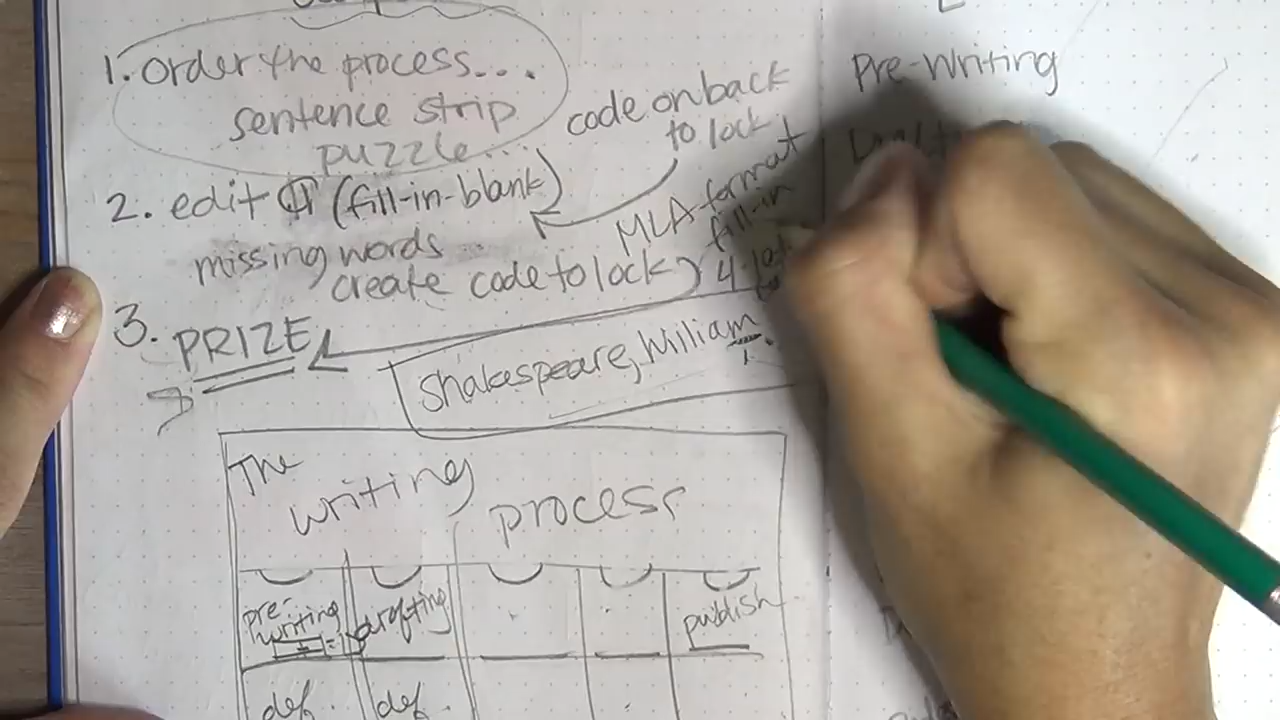 1. Order the process...
sentence strip
puzzle...
code on back
to lock
2. edit ¶ (fill-in-blank)
missing words
create code to lock
MLA-format
fill-in
4
3. PRIZE
Shakespeare, William.
The
writing
process
pre-
writing
drafting
publish
def.
def.
Pre-Writing